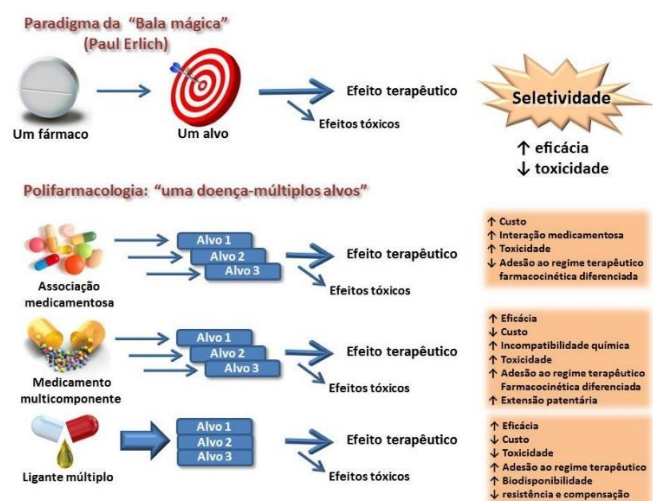 Paradigma da “Bala mágica”
(Paul Erlich)
Um fármaco
Um alvo
Efeito terapêutico
Efeitos tóxicos
Seletividade
↑ eficácia
↓ toxicidade
Polifarmacologia: “uma doença-múltiplos alvos”
Associação
medicamentosa
Alvo 1
Alvo 2
Alvo 3
Efeito terapêutico
Efeitos tóxicos
↑ Custo
↑ Interação medicamentosa
↑ Toxicidade
↓ Adesão ao regime terapêutico
farmacocinética diferenciada
Medicamento
multicomponente
Alvo 1
Alvo 2
Alvo 3
Efeito terapêutico
Efeitos tóxicos
↑ Eficácia
↓ Custo
↑ Incompatibilidade química
↑ Toxicidade
↑ Adesão ao regime terapêutico
Farmacocinética diferenciada
↑ Extensão patentária
Ligante múltiplo
Alvo 1
Alvo 2
Alvo 3
Efeito terapêutico
Efeitos tóxicos
↑ Eficácia
↓ Custo
↓ Toxicidade
↑ Adesão ao regime terapêutico
↑ Biodisponibilidade
↓ resistência e compensação